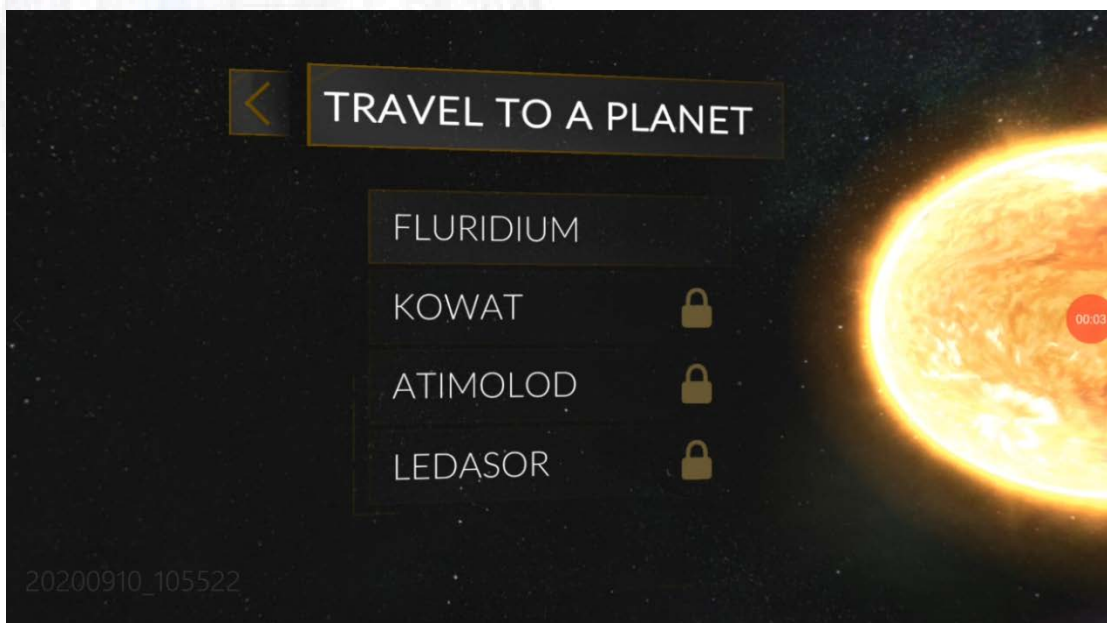 TRAVEL TO A PLANET
FLURIDIUM
KOWAT
ATIMOLOD
LEDASOR
00:03
20200910_105522